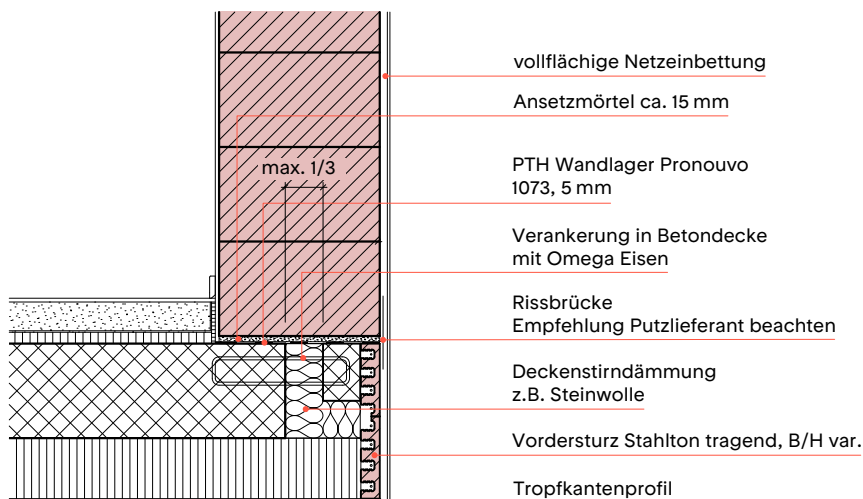 vollflächige Netzeinbettung
Ansetzmörtel ca. 15 mm
max. 1/3
PTH Wandlager Pronouvo
1073, 5 mm
Verankerung in Betondecke
mit Omega Eisen
Rissbrücke
Empfehlung Putzlieferant beachten
Deckenstirndämmung
z.B. Steinwolle
Vordersturz Stahlton tragend, B/H var.
Tropfkantenprofil